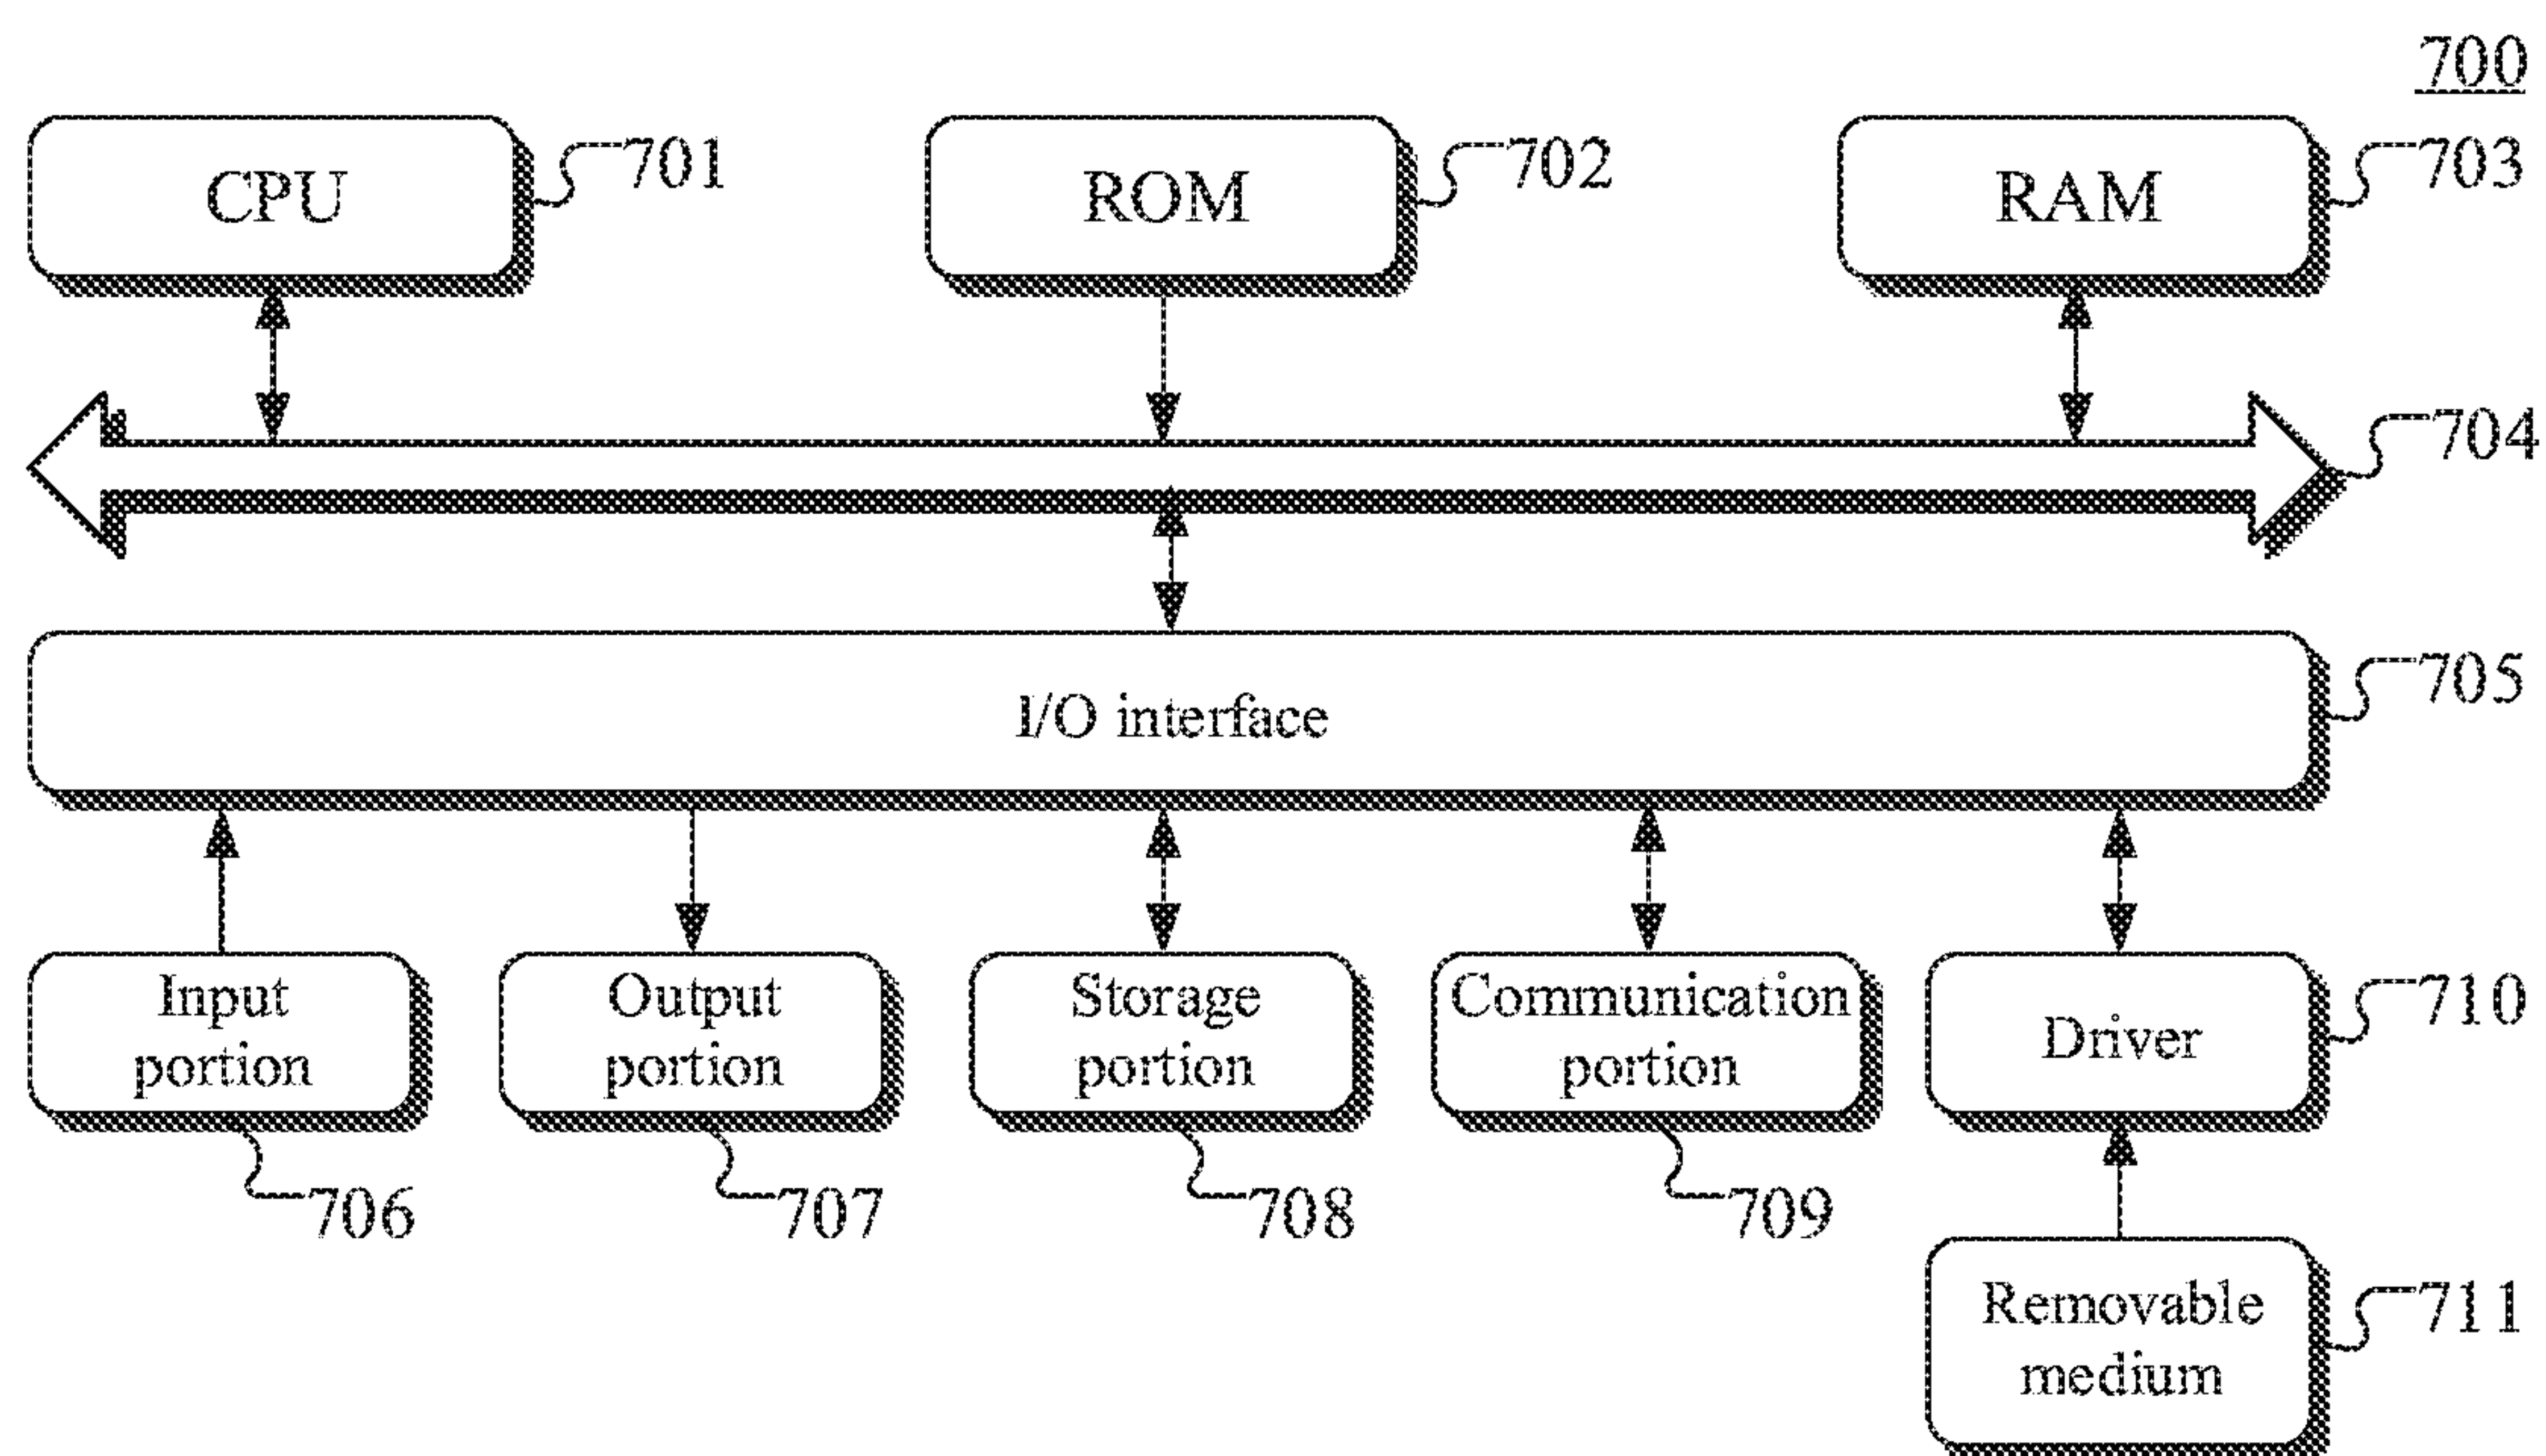 700
CPU
701
ROM
702
RAM
703
704
I/O interface
705
Input
portion
Output
portion
Storage
portion
Communication
portion
Driver
710
706
707
708
709
Removable
medium
711